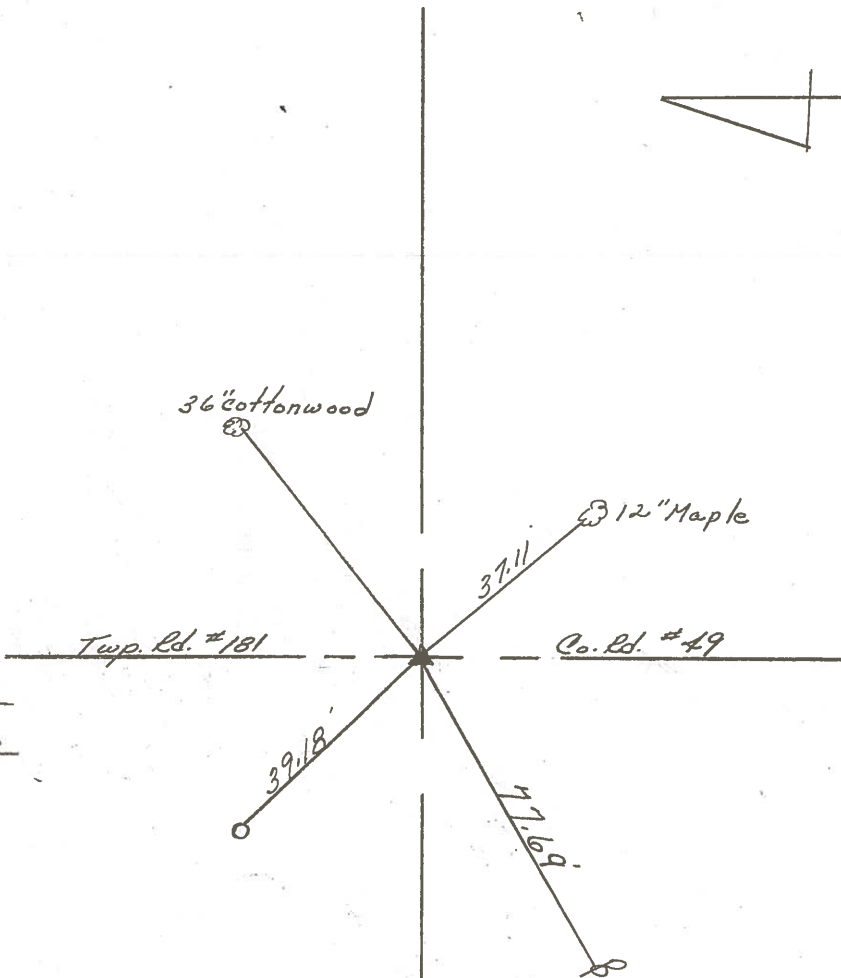 36" cottonwood
12" Maple
37.11'
Twp. Rd. #181
Co. Rd. #49
39.18'
77.69'